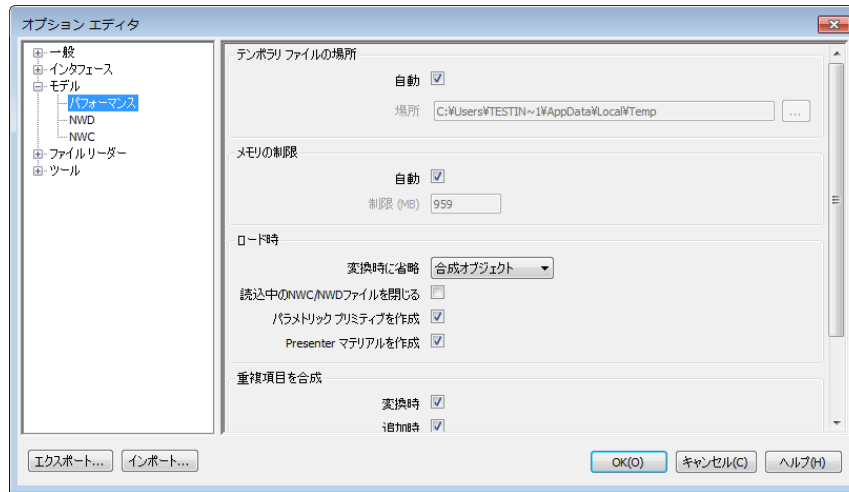 オプション エディタ
一般
インタフェース
モデル
パフォーマンス
NWD
NWC
ファイル リーダー
ツール
テンポラリ ファイルの場所
自動
場所 C:¥Users¥TESTIN~1¥AppData¥Local¥Temp ...
メモリの制限
自動
制限 (MB) 959
ロード時
変換時に省略 合成オブジェクト
読込中のNWC/NWDファイルを閉じる
パラメトリック プリミティブを作成
Presenter マテリアルを作成
重複項目を合成
変換時
追加時
エクスポート... インポート... OK(O) キャンセル(C) ヘルプ(H)